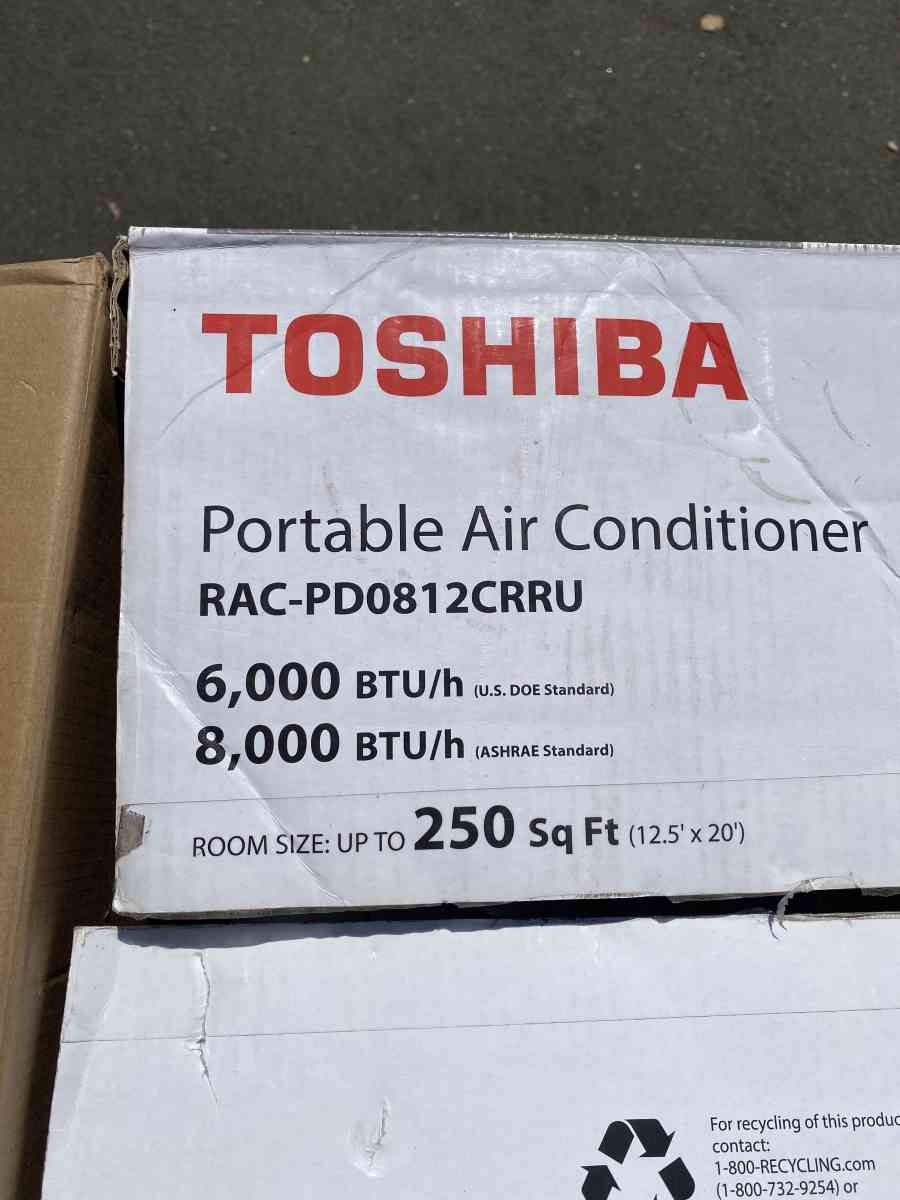 TOSHIBA
Portable Air Conditioner
RAC-PD0812CRRU
6,000 BTU/h (U.S. DOE Standard)
8,000 BTU/h (ASHRAE Standard)
ROOM SIZE: UP TO 250 Sq Ft (12.5' x 20')
For recycling of this produc
contact:
1-800-RECYCLING.com
(1-800-732-9254) or